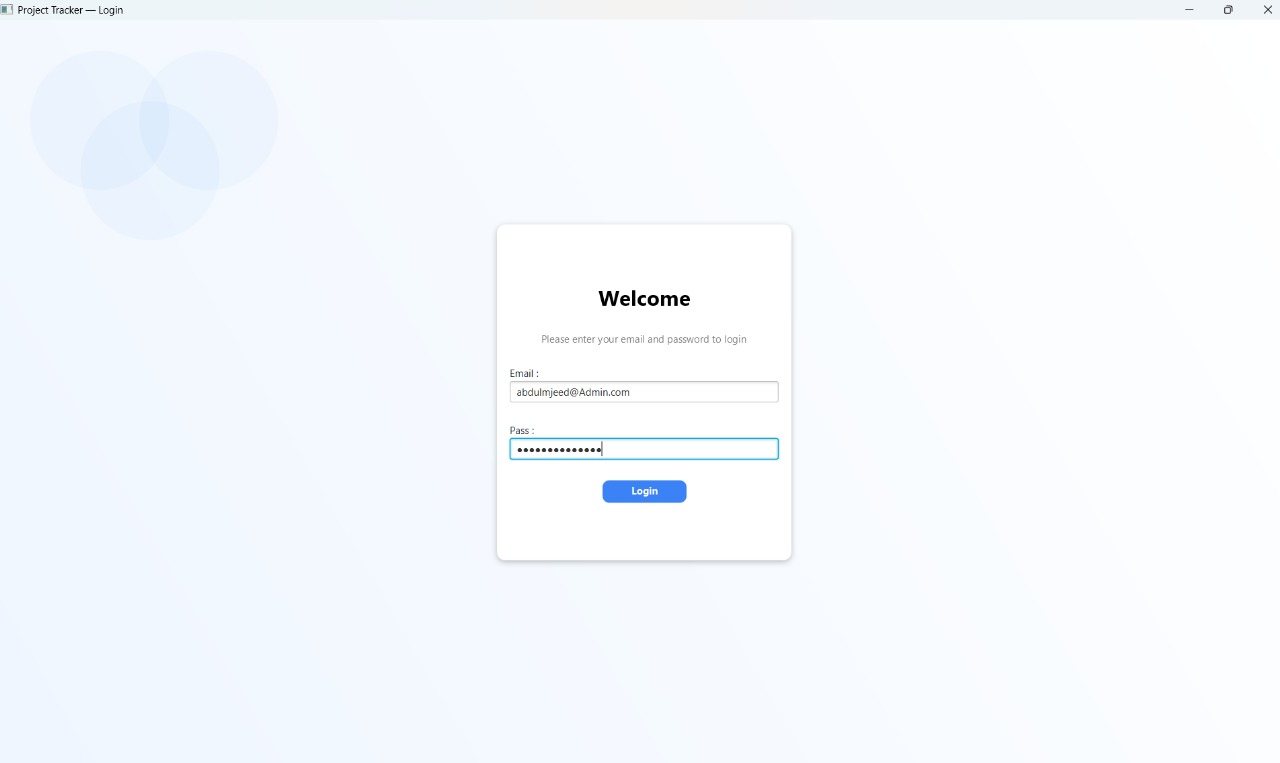 Project Tracker — Login
Welcome
Please enter your email and password to login
Email :
abdulmjeed@Admin.com
Pass :
••••••••••••••
Login